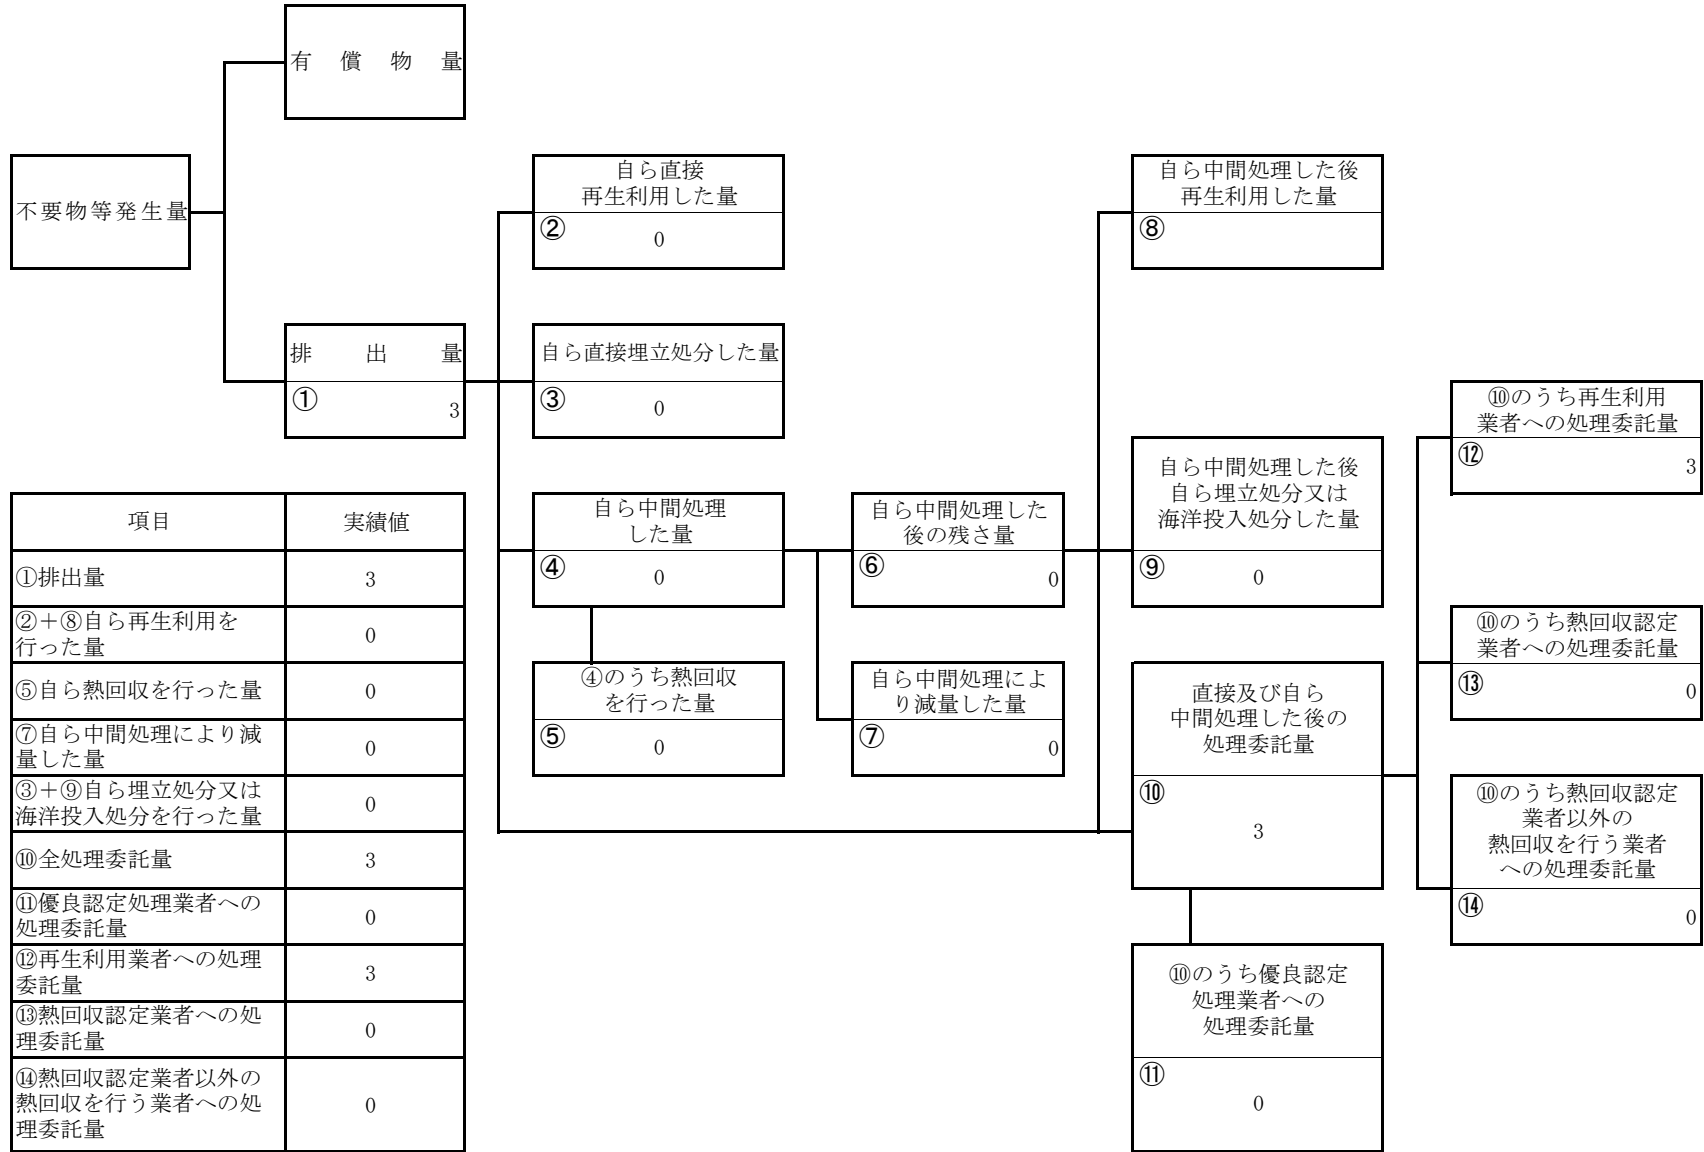 有償物量
不要物等発生量
排出量
①
3
自ら直接
再生利用した量
②
0
自ら直接埋立処分した量
③
0
自ら中間処理
した量
④
0
④のうち熱回収
を行った量
⑤
0
自ら中間処理した
後の残さ量
⑥
0
自ら中間処理によ
り減量した量
⑦
0
自ら中間処理した後
再生利用した量
⑧
自ら中間処理した後
自ら埋立処分又は
海洋投入処分した量
⑨
0
直接及び自ら
中間処理した後の
処理委託量
⑩
3
⑩のうち優良認定
処理業者への
処理委託量
⑪
0
⑩のうち再生利用
業者への処理委託量
⑫
3
⑩のうち熱回収認定
業者への処理委託量
⑬
0
⑩のうち熱回収認定
業者以外の
熱回収を行う業者
への処理委託量
⑭
0
項目 実績値
①排出量 3
②＋⑧自ら再生利用を
行った量 0
⑤自ら熱回収を行った量 0
⑦自ら中間処理により減
量した量 0
③＋⑨自ら埋立処分又は
海洋投入処分を行った量 0
⑩全処理委託量 3
⑪優良認定処理業者への
処理委託量 0
⑫再生利用業者への処理
委託量 3
⑬熱回収認定業者への処
理委託量 0
⑭熱回収認定業者以外の
熱回収を行う業者への処
理委託量 0